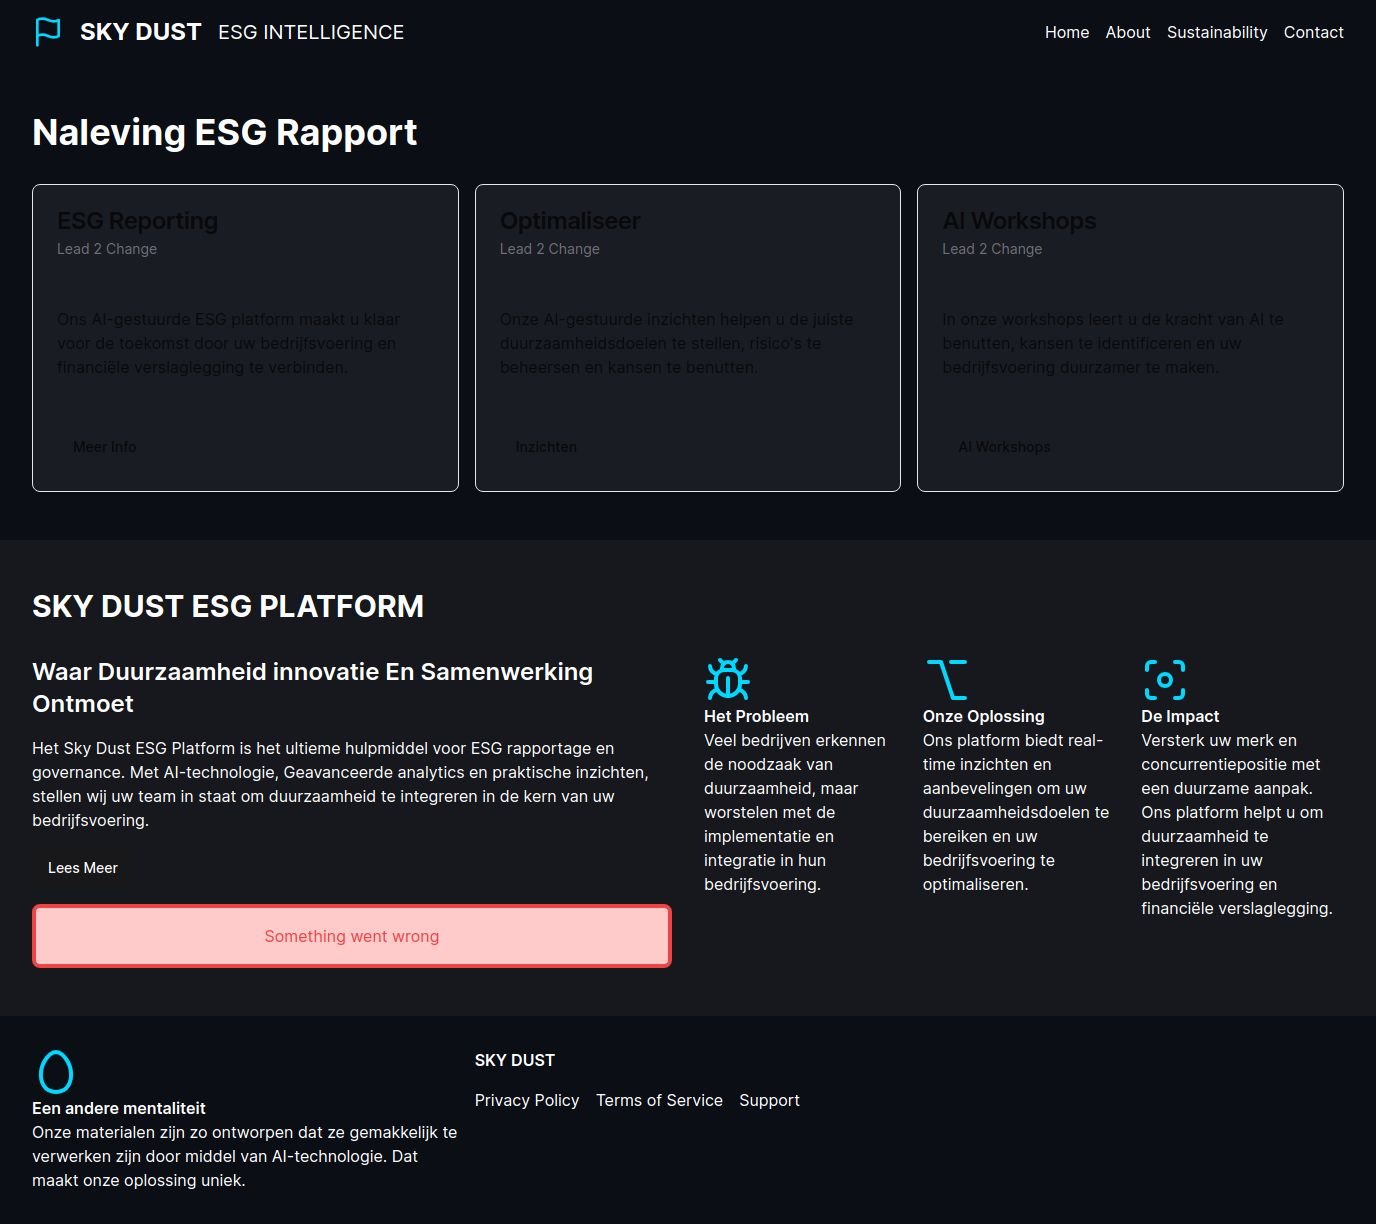 SKY DUST ESG INTELLIGENCE
Home About Sustainability Contact
Naleving ESG Rapport
ESG Reporting
Lead 2 Change
Ons AI-gestuurde ESG platform maakt u klaar
voor de toekomst door uw bedrijfsvoering en
financiële verslaglegging te verbinden.
Meer Info
Optimaliseer
Lead 2 Change
Onze AI-gestuurde inzichten helpen u de juiste
duurzaamheidsdoelen te stellen, risico's te
beheersen en kansen te benutten.
Inzichten
AI Workshops
Lead 2 Change
In onze workshops leert u de kracht van AI te
benutten, kansen te identificeren en uw
bedrijfsvoering duurzamer te maken.
AI Workshops
SKY DUST ESG PLATFORM
Waar Duurzaamheid innovatie En Samenwerking
Ontmoet
Het Sky Dust ESG Platform is het ultieme hulpmiddel voor ESG rapportage en
governance. Met AI-technologie, Geavanceerde analytics en praktische inzichten,
stellen wij uw team in staat om duurzaamheid te integreren in de kern van uw
bedrijfsvoering.
Lees Meer
Something went wrong
Het Probleem
Veel bedrijven erkennen
de noodzaak van
duurzaamheid, maar
worstelen met de
implementatie en
integratie in hun
bedrijfsvoering.
Onze Oplossing
Ons platform biedt real-
time inzichten en
aanbevelingen om uw
duurzaamheidsdoelen te
bereiken en uw
bedrijfsvoering te
optimaliseren.
De Impact
Versterk uw merk en
concurrentiepositie met
een duurzame aanpak.
Ons platform helpt u om
duurzaamheid te
integreren in uw
bedrijfsvoering en
financiële verslaglegging.
Een andere mentaliteit
Onze materialen zijn zo ontworpen dat ze gemakkelijk te
verwerken zijn door middel van AI-technologie. Dat
maakt onze oplossing uniek.
SKY DUST
Privacy Policy Terms of Service Support